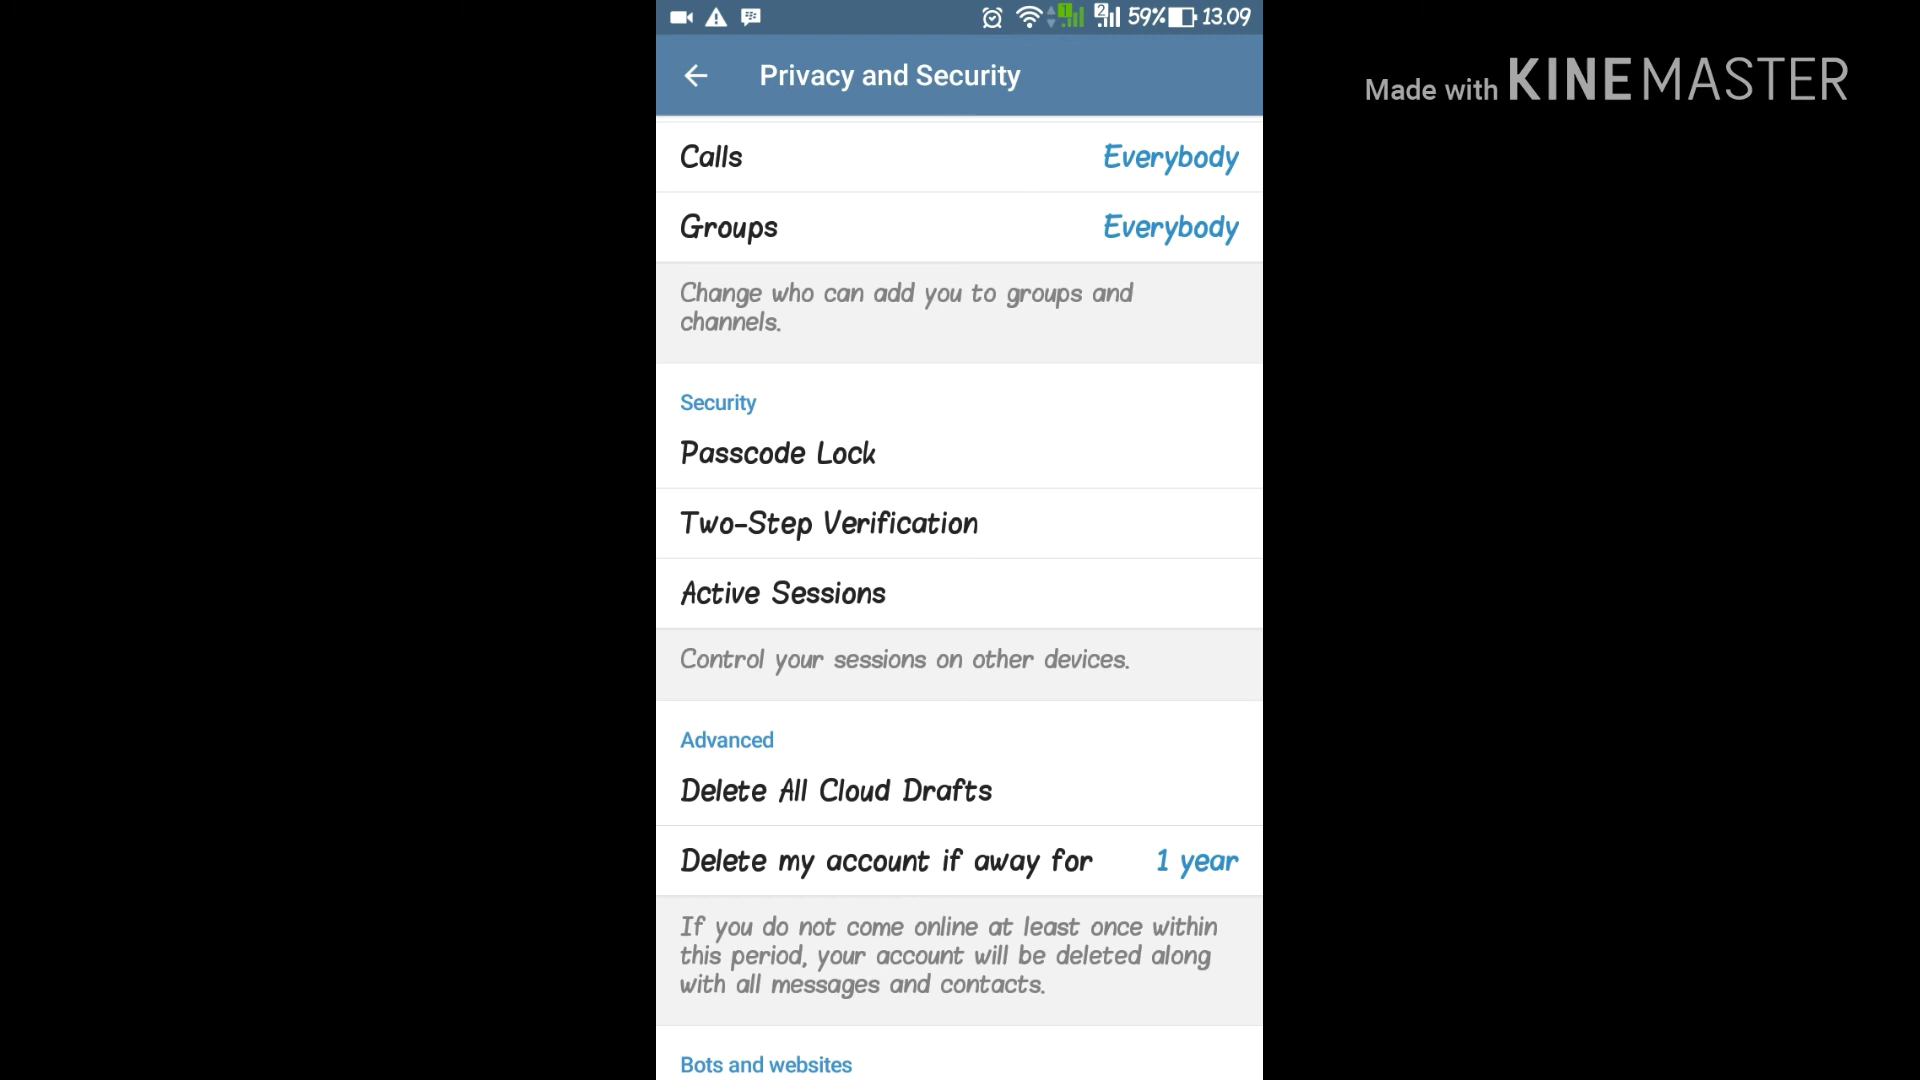 1 2 59% 13.09
Made with KINEMASTER
Privacy and Security
Calls Everybody
Groups Everybody
Change who can add you to groups and
channels.
Security
Passcode Lock
Two-Step Verification
Active Sessions
Control your sessions on other devices.
Advanced
Delete All Cloud Drafts
Delete my account if away for 1 year
If you do not come online at least once within
this period, your account will be deleted along
with all messages and contacts.
Bots and websites